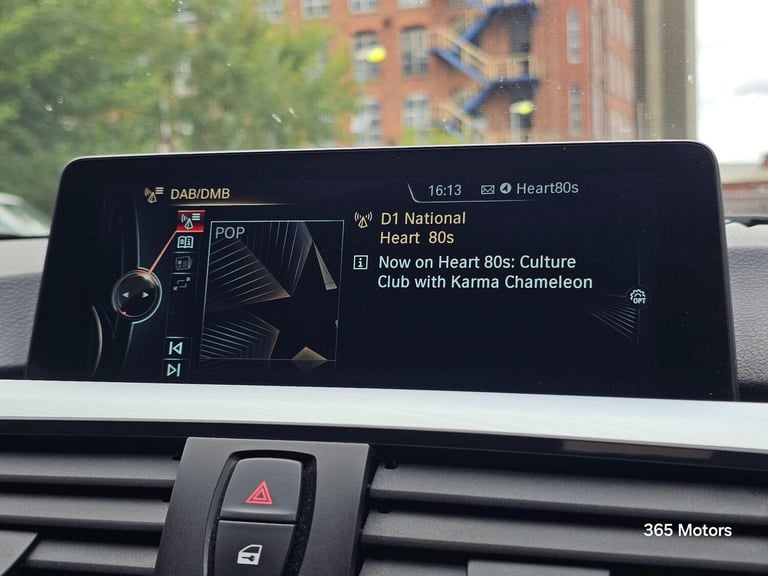 DAB/DMB
16:13 Heart80s
POP
D1 National
Heart 80s
Now on Heart 80s: Culture
Club with Karma Chameleon
OPT
365 Motors